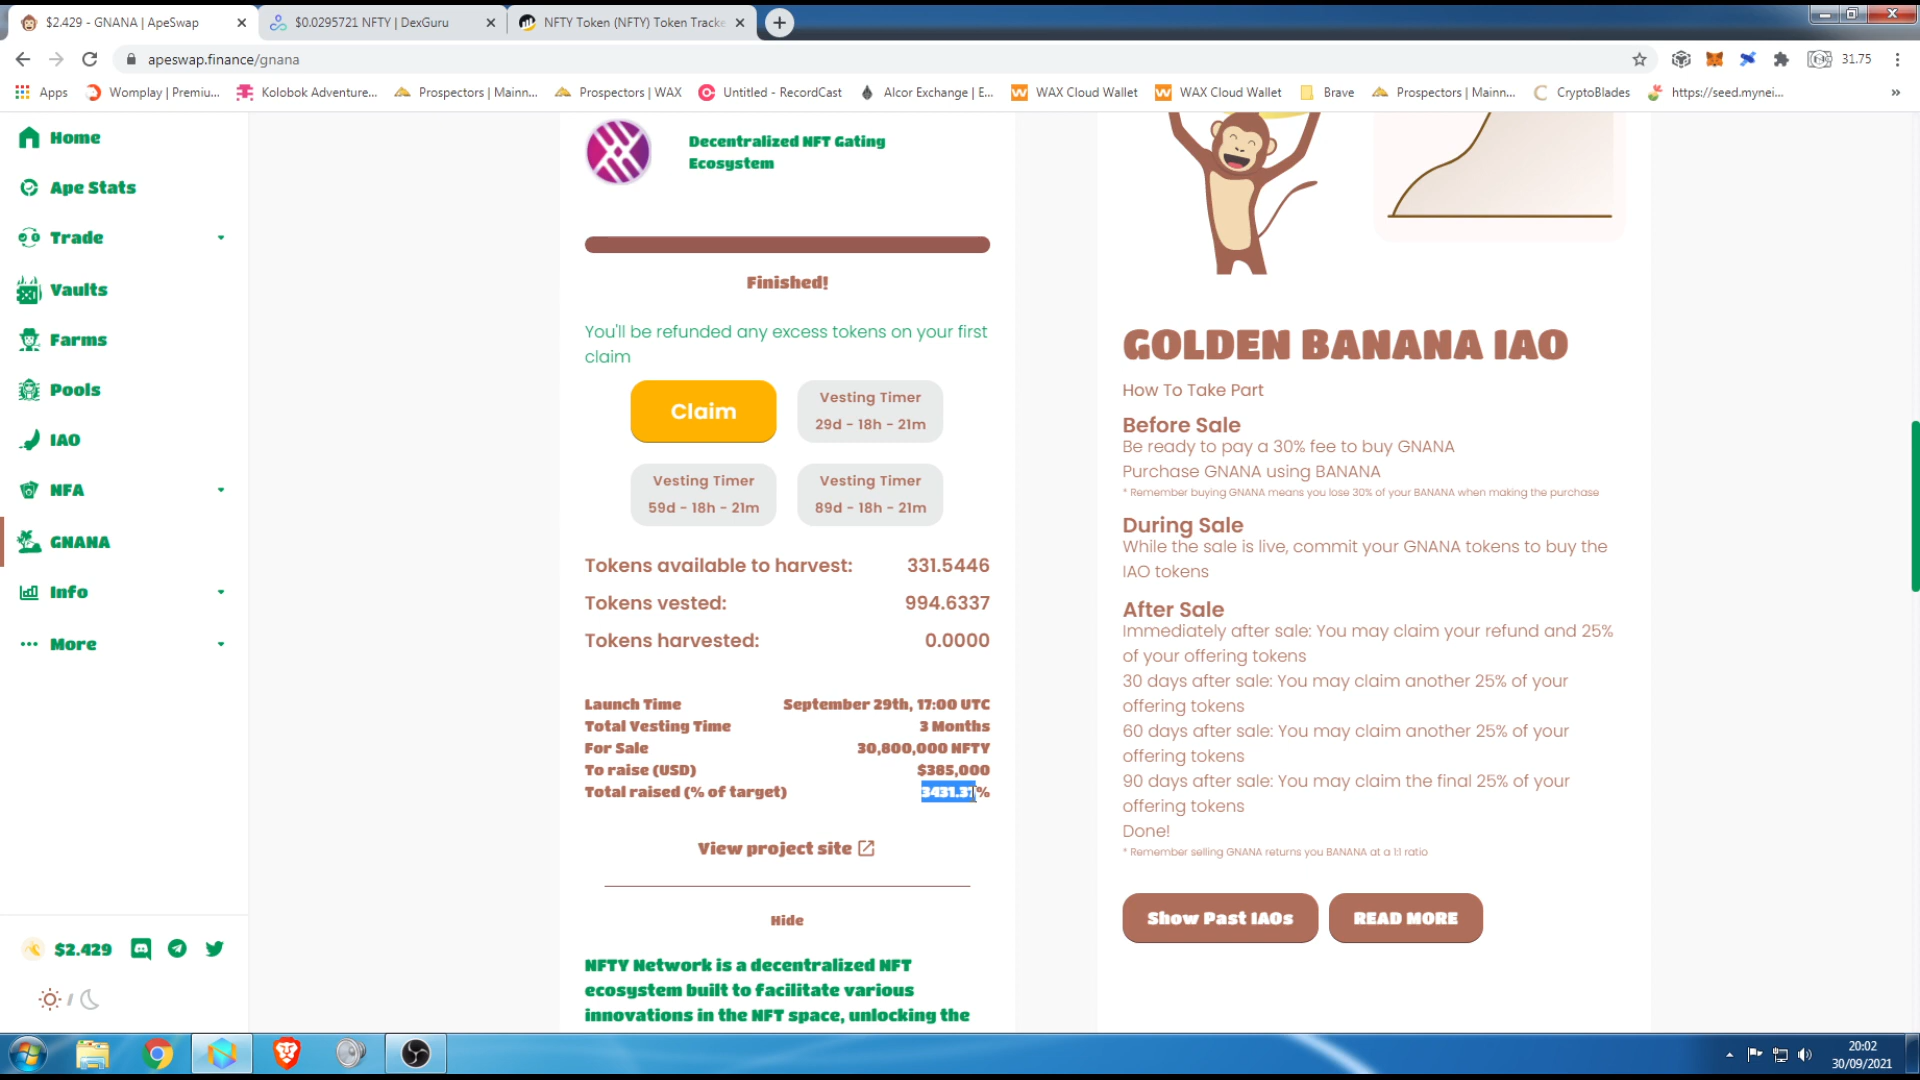 $2.429 - GNANA | ApeSwap
$0.0295721 NFTY | DexGuru
NFTY Token (NFTY) Token Tracke
apeswap.finance/gnana
31.75
Apps
Womplay | Premiu...
Kolobok Adventure...
Prospectors | Mainn...
Prospectors | WAX
Untitled - RecordCast
Alcor Exchange | E...
WAX Cloud Wallet
WAX Cloud Wallet
Brave
Prospectors | Mainn...
CryptoBlades
https://seed.mynei...
»
Home
Ape Stats
Trade
Vaults
Farms
Pools
IAO
NFA
GNANA
Info
More
$2.429
/
Decentralized NFT Gating
Ecosystem
Finished!
You'll be refunded any excess tokens on your first
claim
Claim
Vesting Timer
29d - 18h - 21m
Vesting Timer
59d - 18h - 21m
Vesting Timer
89d - 18h - 21m
Tokens available to harvest: 331.5446
Tokens vested: 994.6337
Tokens harvested: 0.0000
Launch Time September 29th, 17:00 UTC
Total Vesting Time 3 Months
For Sale 30,800,000 NFTY
To raise (USD) $385,000
Total raised (% of target)
View project site
Hide
NFTY Network is a decentralized NFT
ecosystem built to facilitate various
innovations in the NFT space, unlocking the
GOLDEN BANANA IAO
How To Take Part
Before Sale
Be ready to pay a 30% fee to buy GNANA
Purchase GNANA using BANANA
* Remember buying GNANA means you lose 30% of your BANANA when making the purchase
During Sale
While the sale is live, commit your GNANA tokens to buy the
IAO tokens
After Sale
Immediately after sale: You may claim your refund and 25%
of your offering tokens
30 days after sale: You may claim another 25% of your
offering tokens
60 days after sale: You may claim another 25% of your
offering tokens
90 days after sale: You may claim the final 25% of your
offering tokens
Done!
* Remember selling GNANA returns you BANANA at a 1:1 ratio
Show Past IAOs
READ MORE
20:02
30/09/2021